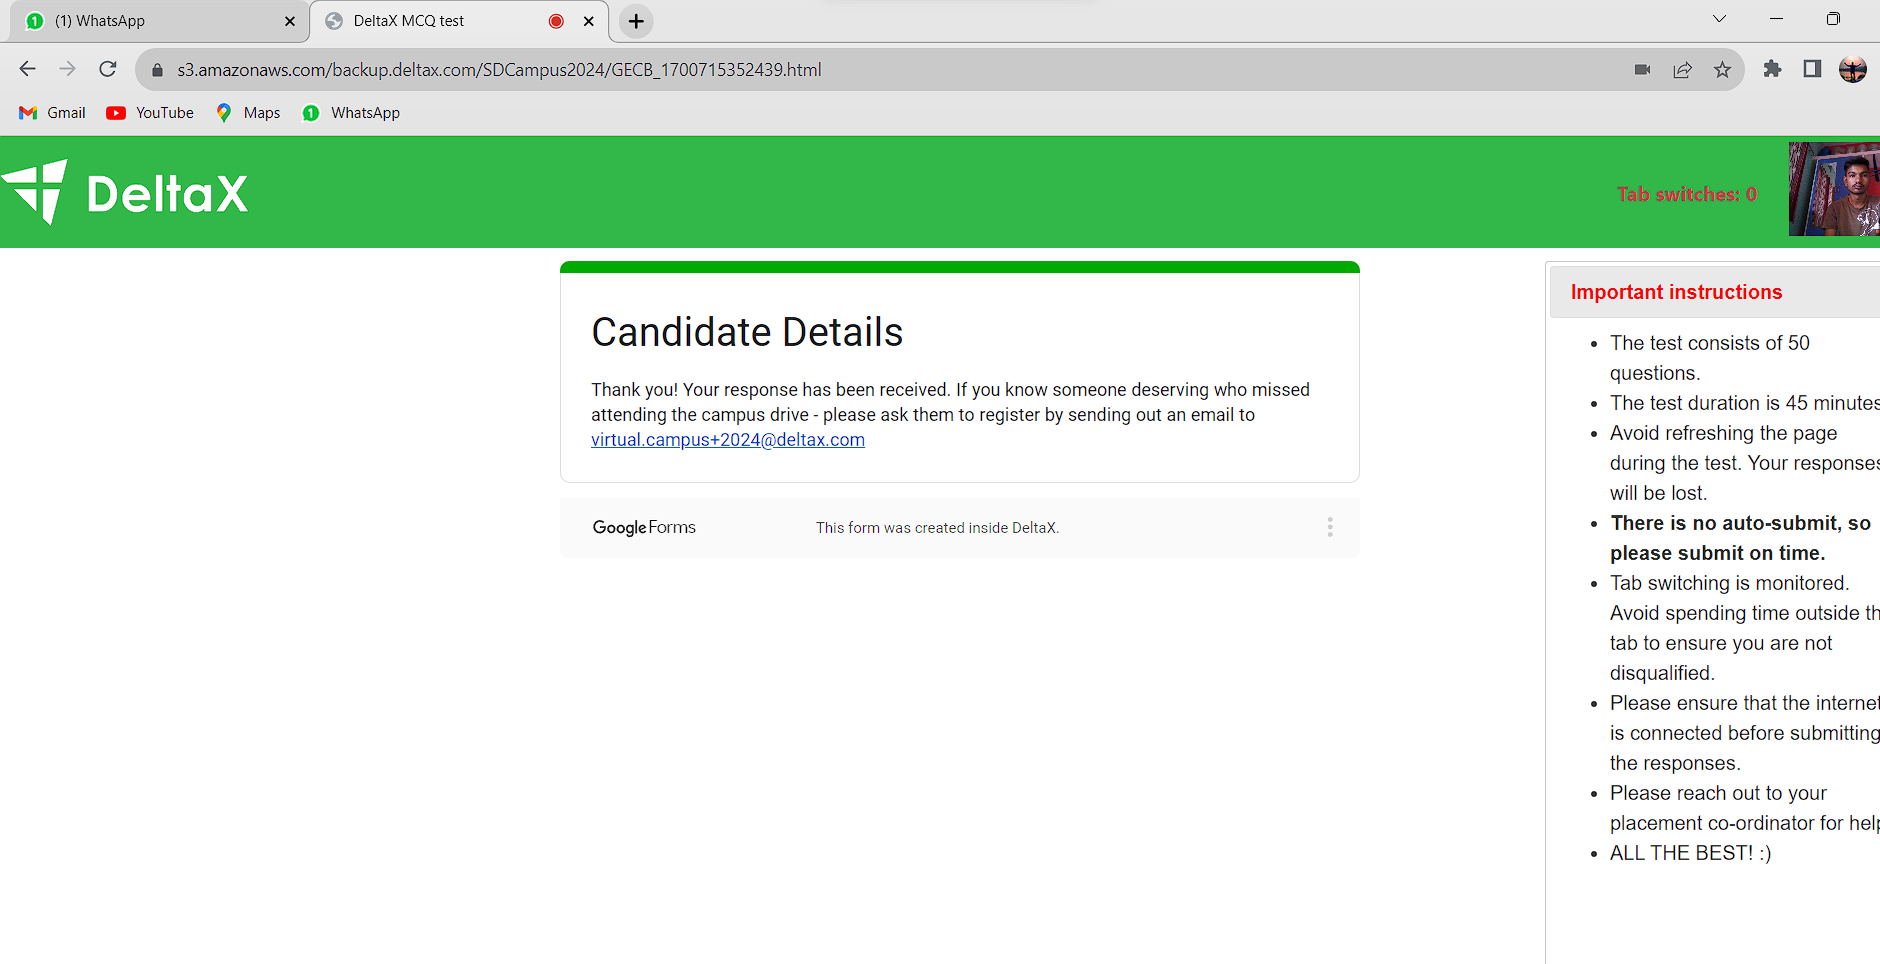 1 (1) WhatsApp
DeltaX MCQ test
s3.amazonaws.com/backup.deltax.com/SDCampus2024/GECB_1700715352439.html
Gmail YouTube Maps 1 WhatsApp
DeltaX
Tab switches: 0
Candidate Details
Thank you! Your response has been received. If you know someone deserving who missed
attending the campus drive - please ask them to register by sending out an email to
virtual.campus+2024@deltax.com
Google Forms
This form was created inside DeltaX.
Important instructions
The test consists of 50
questions.
The test duration is 45 minutes
Avoid refreshing the page
during the test. Your responses
will be lost.
There is no auto-submit, so
please submit on time.
Tab switching is monitored.
Avoid spending time outside th
tab to ensure you are not
disqualified.
Please ensure that the internet
is connected before submitting
the responses.
Please reach out to your
placement co-ordinator for help
ALL THE BEST! :)